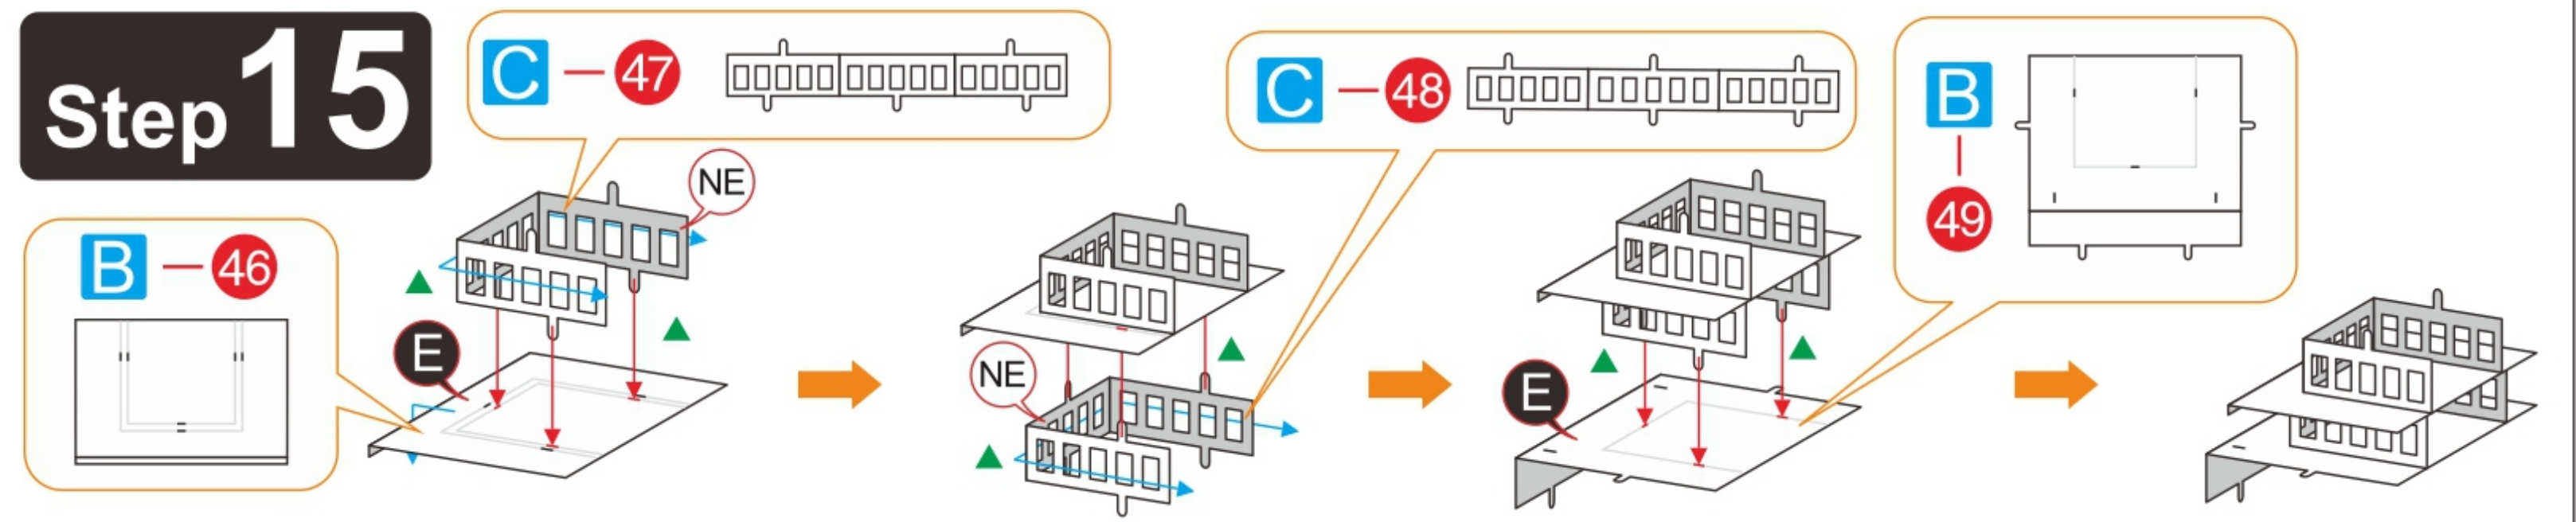 Step 15
C — 47
NE
B — 46
E
C — 48
NE
B — 49
E